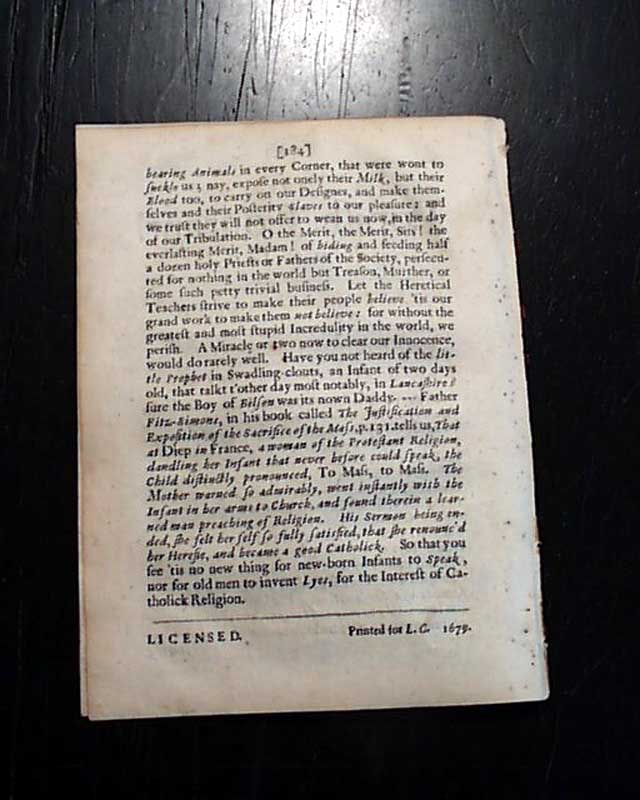 [184]
bearing Animals in every Corner, that were wont to
ſuckle us ; nay, expoſe not onely their Milk, but their
Blood too, to carry on our Deſignes, and make them-
ſelves and their Poſterity Slaves to our pleaſure : and
we truſt they will not offer to wean us now, in the day
of our Tribulation. O the Merit, the Merit, Sirs ! the
everlaſting Merit, Madam ! of hiding and feeding half
a dozen holy Prieſts or Fathers of the Society, perſecu-
ted for nothing in the world but Treaſon, Murther, or
ſome ſuch petty trivial buſineſs. Let the Heretical
Teachers ſtrive to make their people believe 'tis our
grand work to make them not believe : for without the
greateſt and moſt ſtupid Incredulity in the world, we
periſh. A Miracle or two now to clear our Innocence,
would do rarely well. Have you not heard of the lit-
tle Prophet in Swadling-clouts, an Infant of two days
old, that talkt t'other day moſt notably, in Lancaſhire ?
ſure the Boy of Bilſon was its nown Daddy. --- Father
Fitz-Simons, in his book called The Juſtification and
Expoſition of the Sacrifice of the Maſs, p. 131. tells us, That
at Diep in France, a woman of the Proteſtant Religion,
dandling her Infant that never before could ſpeak, the
Child diſtinctly pronounced, To Maſs, to Maſs. The
Mother warned ſo admirably, went inſtantly with the
Infant in her arms to Church, and found therein a lear-
ned man preaching of Religion. His Sermon being en-
ded, ſhe felt her ſelf ſo fully ſatisfied, that ſhe renounc'd
her Hereſie, and became a good Catholick. So that you
ſee 'tis no new thing for new-born Infants to Speak,
nor for old men to invent Lyes, for the Intereſt of Ca-
tholick Religion.
LICENSED. Printed for L. C. 1679.